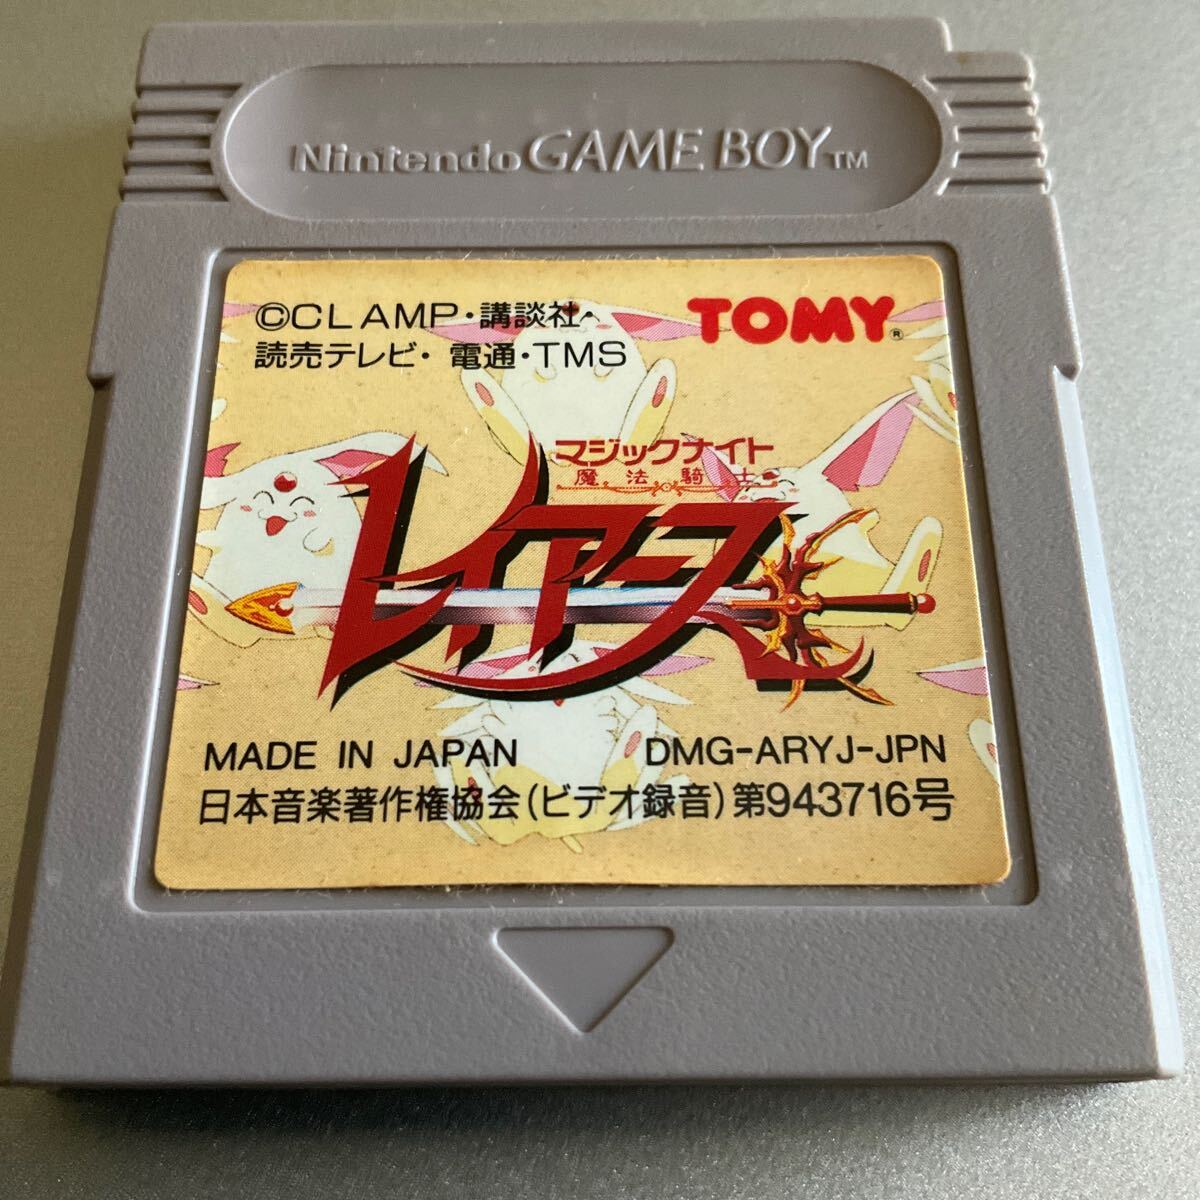 Nintendo GAME BOY TM
©CLAMP・講談社・
読売テレビ・電通・TMS
TOMY®
マジックナイト
魔法騎士
レイアース
MADE IN JAPAN DMG-ARYJ-JPN
日本音楽著作権協会(ビデオ録音)第943716号